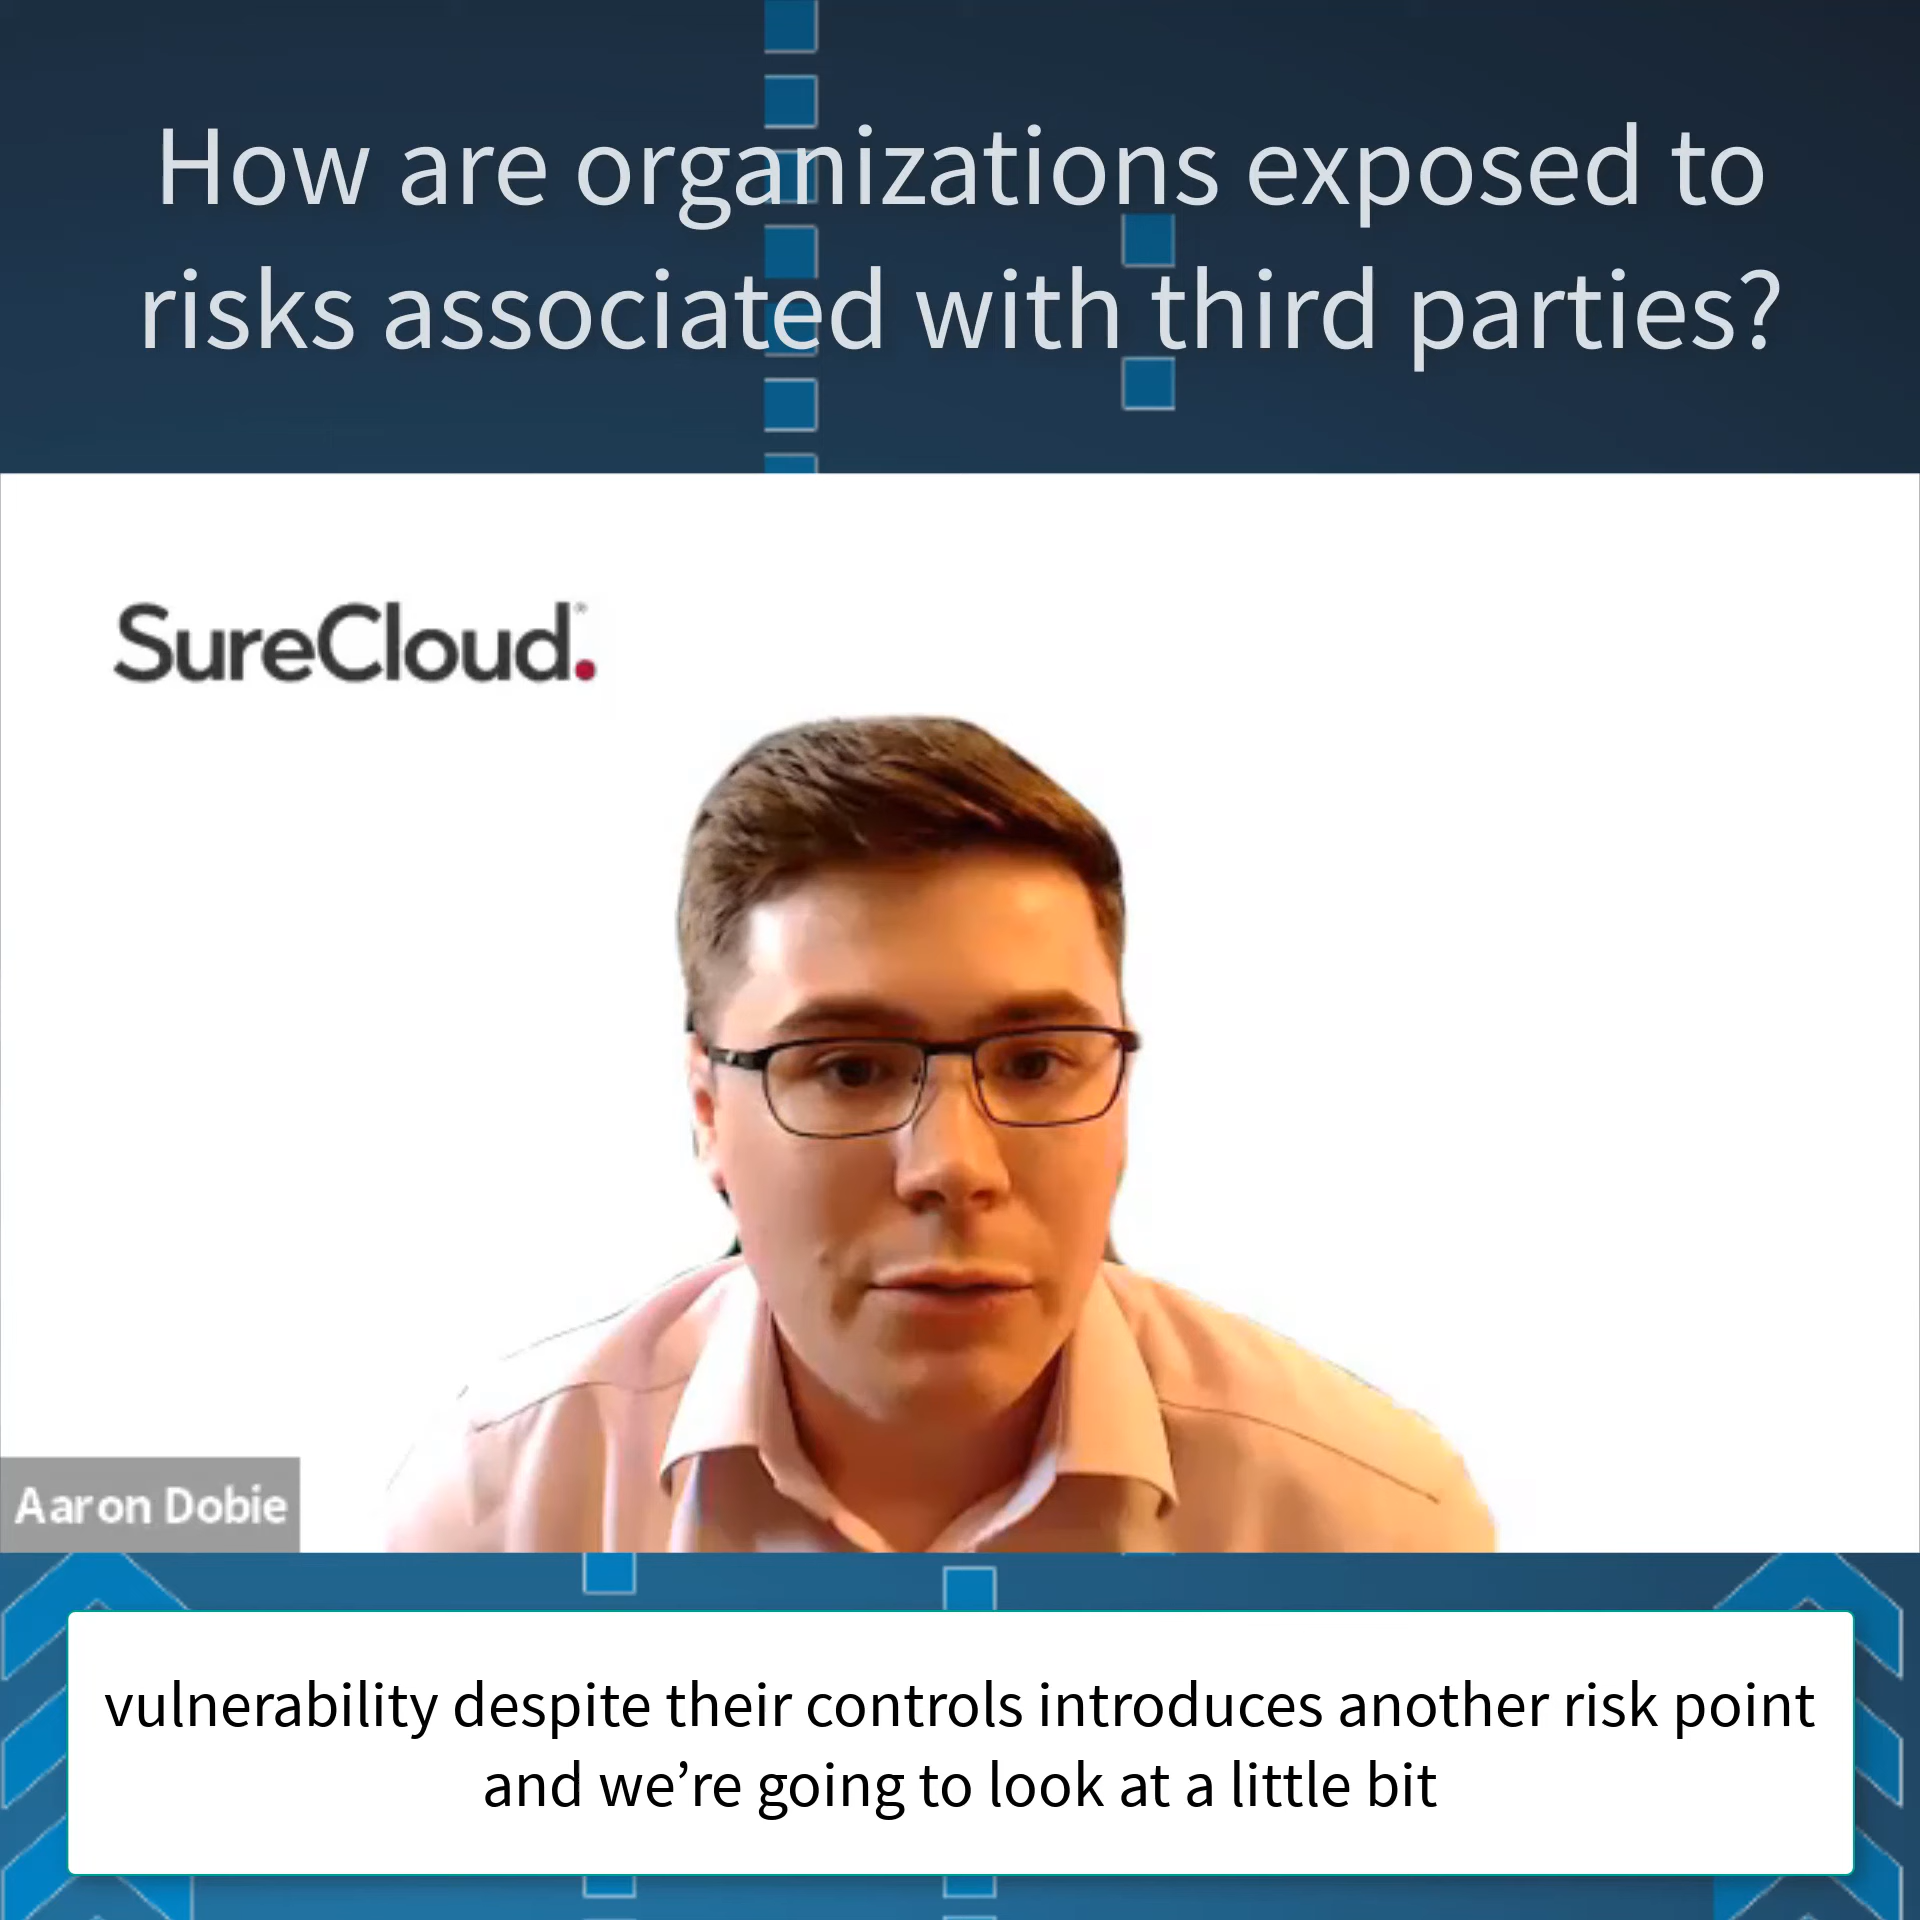 How are organizations exposed to
risks associated with third parties?
SureCloud.®
Aaron Dobie
vulnerability despite their controls introduces another risk point
and we’re going to look at a little bit